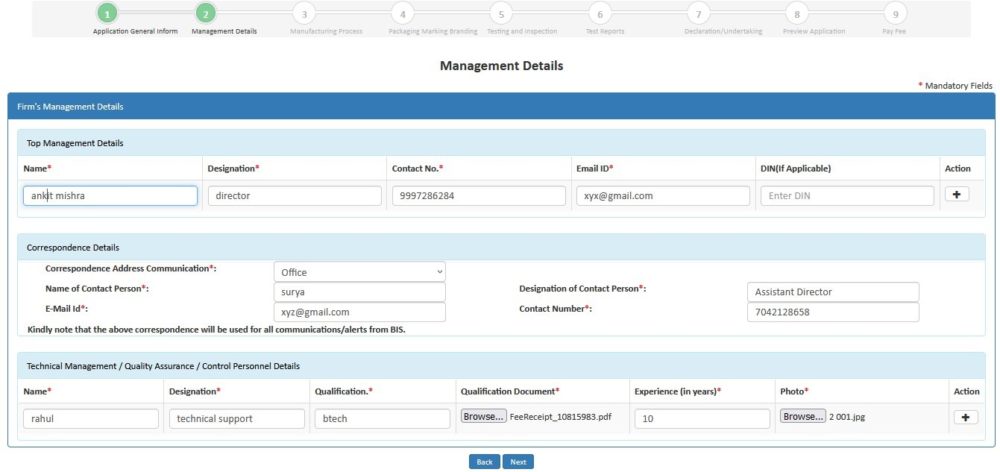 1 2 3 4 5 6 7 8 9
Application General Inform Management Details Manufacturing Process Packaging Marking Branding Testing and Inspection Test Reports Declaration/Undertaking Preview Application Pay Fee
Management Details
* Mandatory Fields
Firm's Management Details
Top Management Details
Name* Designation* Contact No.* Email ID* DIN(If Applicable) Action
ankit mishra director 9997286284 xyx@gmail.com Enter DIN +
Correspondence Details
Correspondence Address Communication*: Office
Name of Contact Person*: surya Designation of Contact Person*: Assistant Director
E-Mail Id*: xyz@gmail.com Contact Number*: 7042128658
Kindly note that the above correspondence will be used for all communications/alerts from BIS.
Technical Management / Quality Assurance / Control Personnel Details
Name* Designation* Qualification.* Qualification Document* Experience (in years)* Photo* Action
rahul technical support btech Browse... FeeReceipt_10815983.pdf 10 Browse... 2 001.jpg +
Back Next